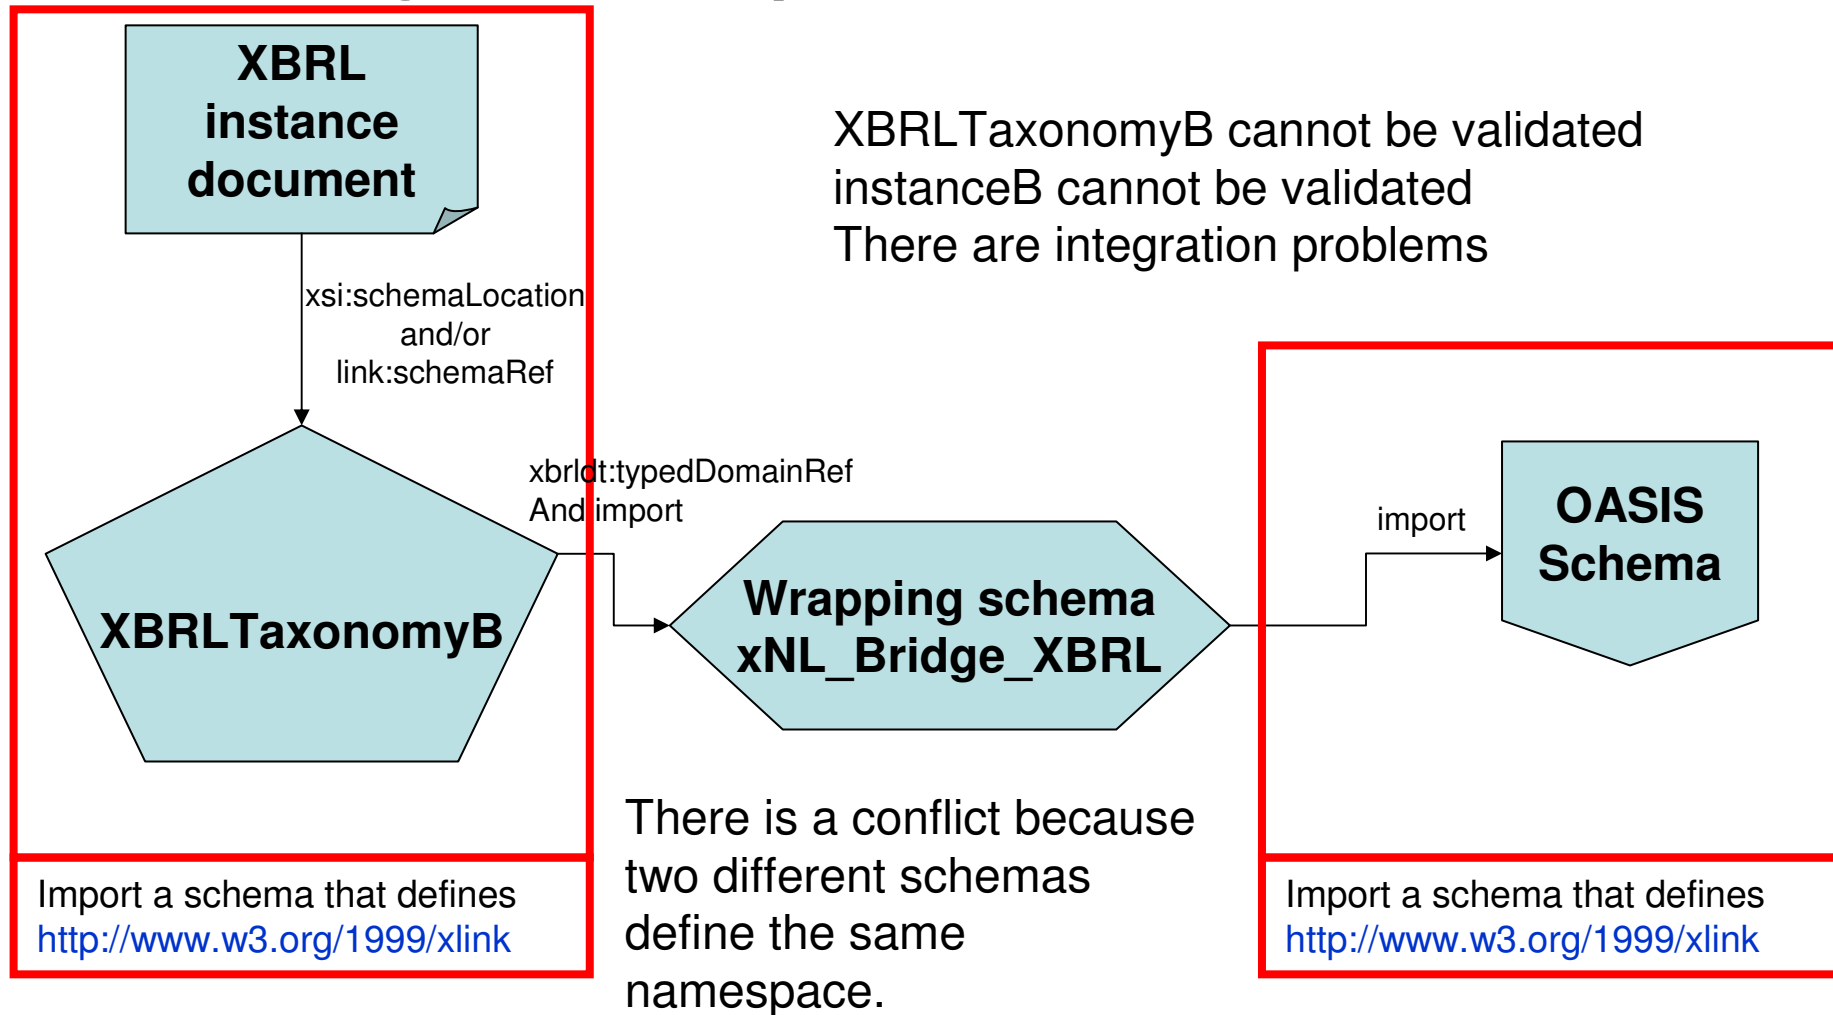 XBRL
instance
document
XBRLTaxonomyB cannot be validated
instanceB cannot be validated
There are integration problems
xsi:schemaLocation
and/or
link:schemaRef
xbrldt:typedDomainRef
And import
import
OASIS
Schema
XBRLTaxonomyB
Wrapping schema
xNL_Bridge_XBRL
There is a conflict because
two different schemas
define the same
namespace.
Import a schema that defines
http://www.w3.org/1999/xlink
Import a schema that defines
http://www.w3.org/1999/xlink